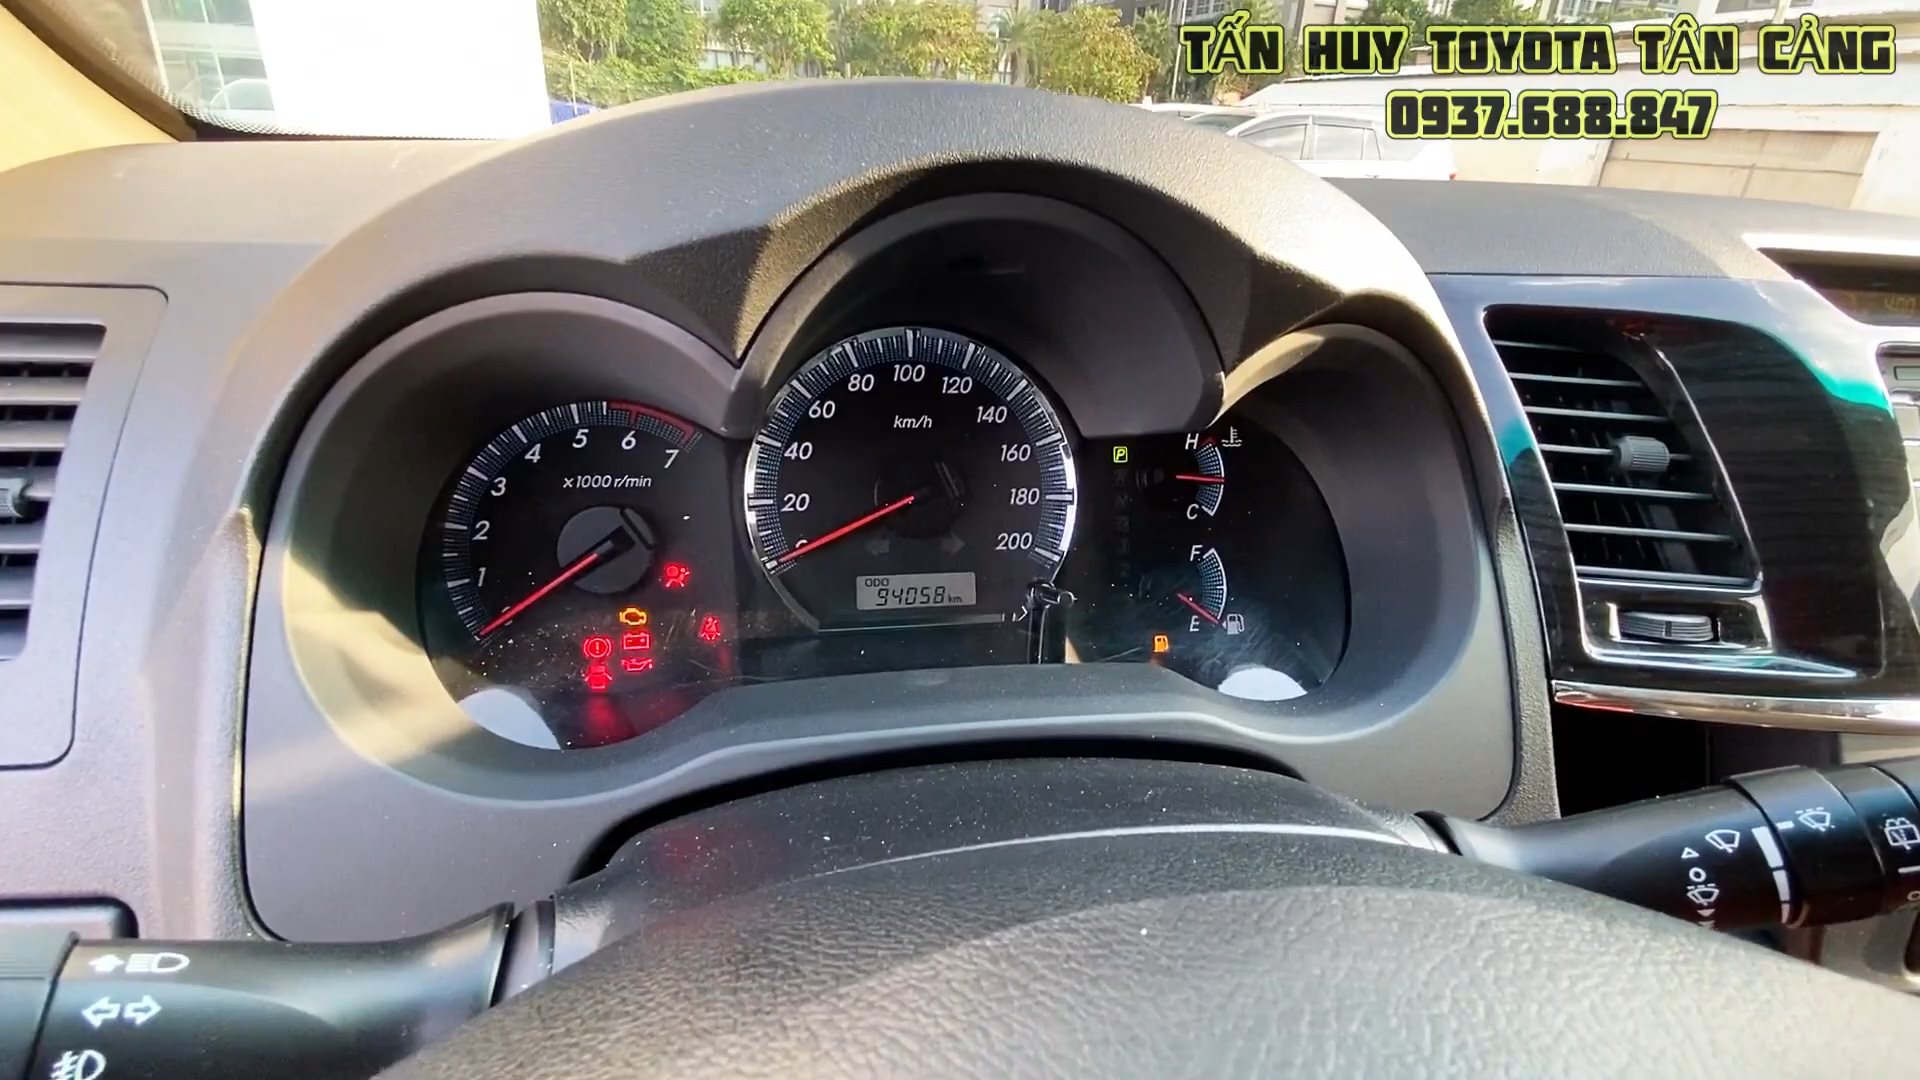 TẤN HUY TOYOTA TÂN CẢNG
0937.688.847
80 100 120
60 140
40 160
20 180
200
km/h
ODO
94058 km
1 2 3 4 5 6 7
x1000 r/min
P
H
C
F
E